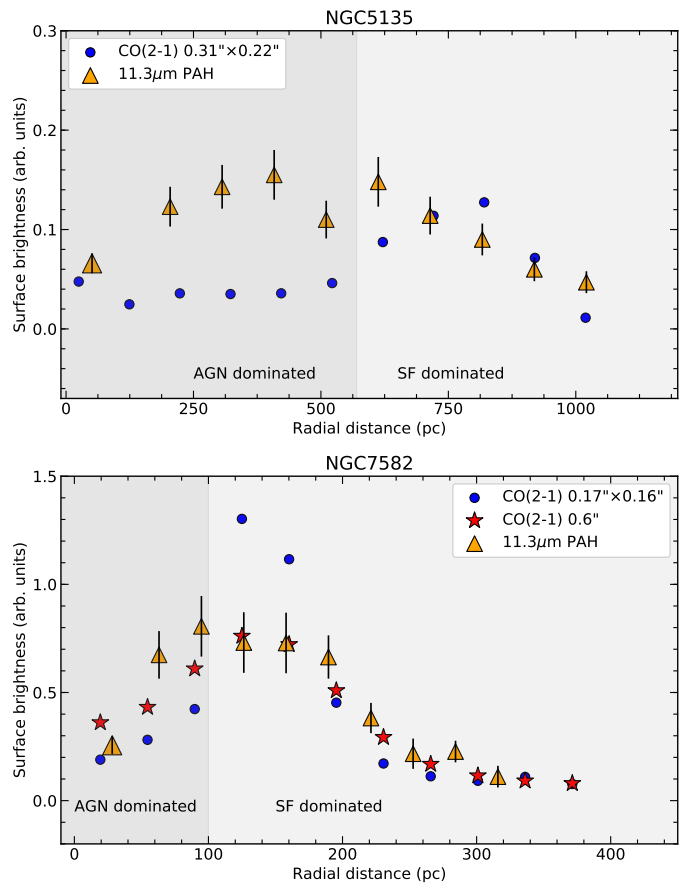 NGC5135
0.3
CO(2-1) 0.31"×0.22"
11.3μm PAH
0.2
Surface brightness (arb. units)
0.1
0.0
AGN dominated
SF dominated
0 250 500 750 1000
Radial distance (pc)
NGC7582
1.5
CO(2-1) 0.17"×0.16"
CO(2-1) 0.6"
11.3μm PAH
1.0
Surface brightness (arb. units)
0.5
0.0
AGN dominated
SF dominated
0 100 200 300 400
Radial distance (pc)